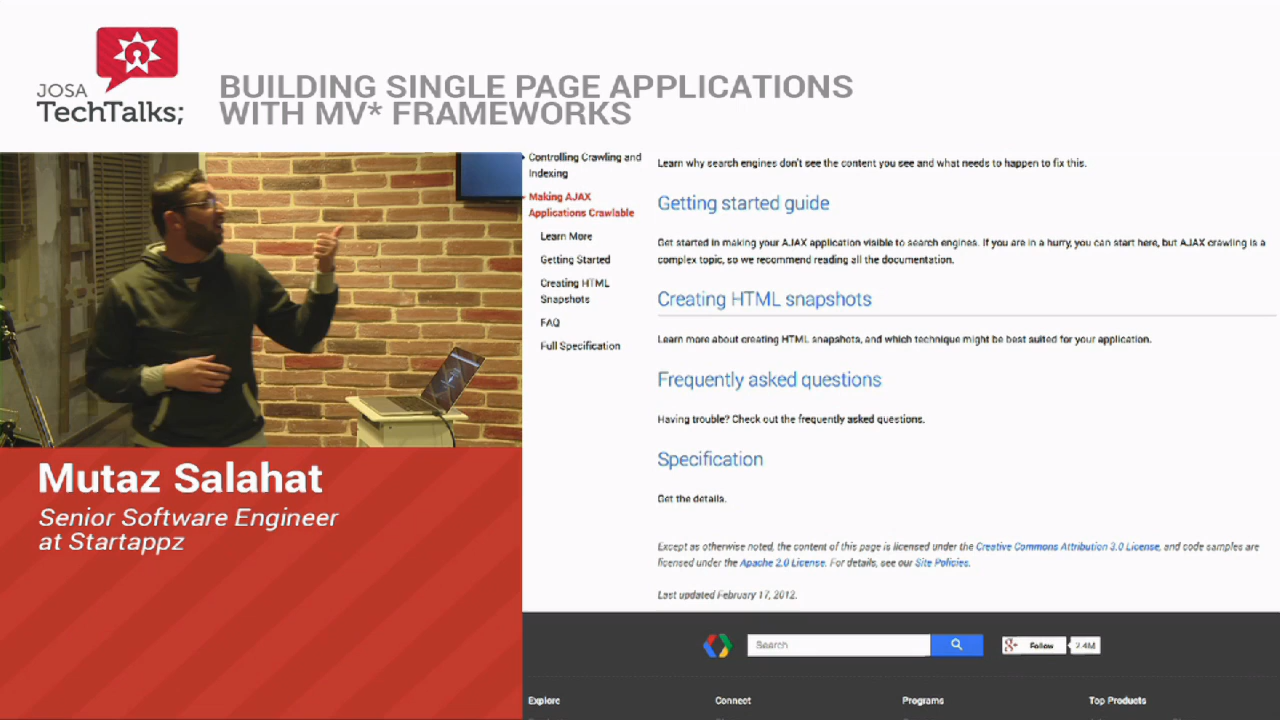 JOSA
TechTalks;
BUILDING SINGLE PAGE APPLICATIONS
WITH MV* FRAMEWORKS
Mutaz Salahat
Senior Software Engineer
at Startappz
Controlling Crawling and
Indexing
Making AJAX
Applications Crawlable
Learn More
Getting Started
Creating HTML
Snapshots
FAQ
Full Specification
Learn why search engines don't see the content you see and what needs to happen to fix this.
Getting started guide
Get started in making your AJAX application visible to search engines. If you are in a hurry, you can start here, but AJAX crawling is a
complex topic, so we recommend reading all the documentation.
Creating HTML snapshots
Learn more about creating HTML snapshots, and which technique might be best suited for your application.
Frequently asked questions
Having trouble? Check out the frequently asked questions.
Specification
Get the details.
Except as otherwise noted, the content of this page is licensed under the Creative Commons Attribution 3.0 License, and code samples are
licensed under the Apache 2.0 License. For details, see our Site Policies.
Last updated February 17, 2012.
Search
g+ Follow 2.4M
Explore
Connect
Programs
Top Products